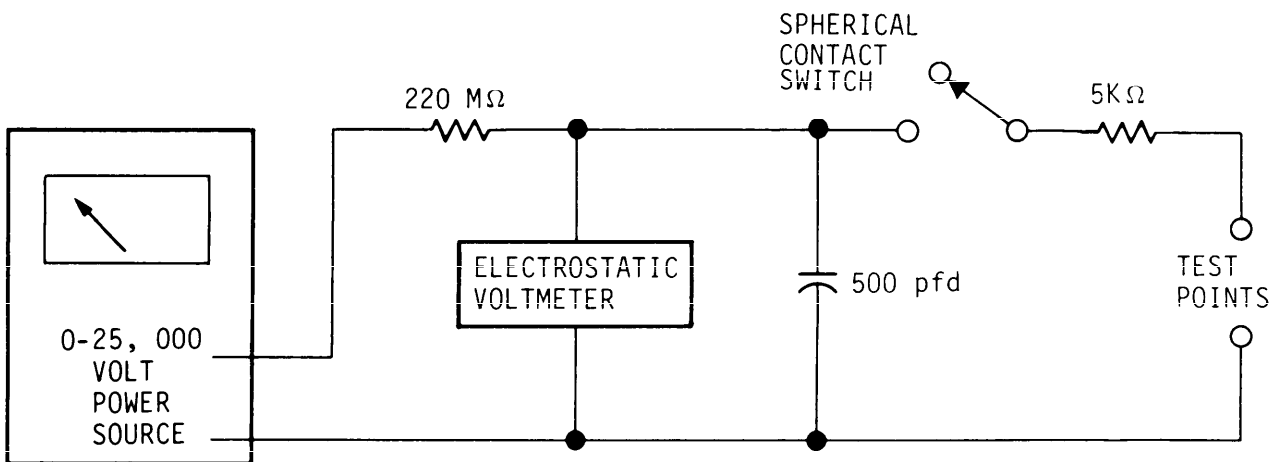 SPHERICAL
CONTACT
SWITCH
220 MΩ
5KΩ
ELECTROSTATIC
VOLTMETER
500 pfd
TEST
POINTS
0-25, 000
VOLT
POWER
SOURCE